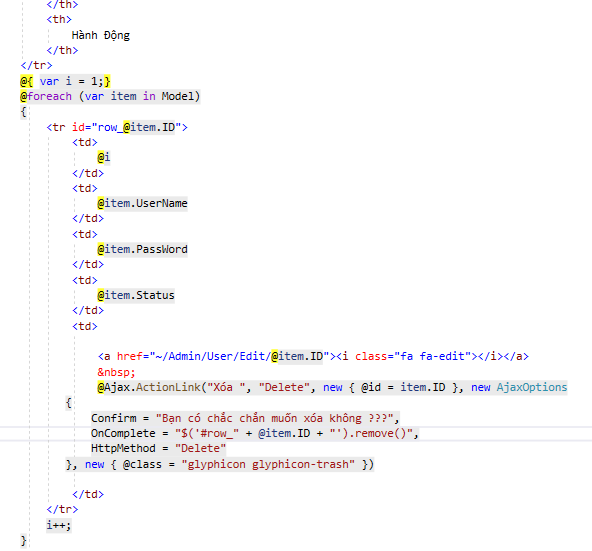 </th>
<th>
Hành Động
</th>
</tr>
@{ var i = 1;}
@foreach (var item in Model)
{
<tr id="row_@item.ID">
<td>
@i
</td>
<td>
@item.UserName
</td>
<td>
@item.PassWord
</td>
<td>
@item.Status
</td>
<td>
<a href="~/Admin/User/Edit/@item.ID"><i class="fa fa-edit"></i></a>
&nbsp;
@Ajax.ActionLink("Xóa ", "Delete", new { @id = item.ID }, new AjaxOptions
{
Confirm = "Bạn có chắc chắn muốn xóa không ???",
OnComplete = "$('#row_" + @item.ID + "').remove()",
HttpMethod = "Delete"
}, new { @class = "glyphicon glyphicon-trash" })
</td>
</tr>
i++;
}